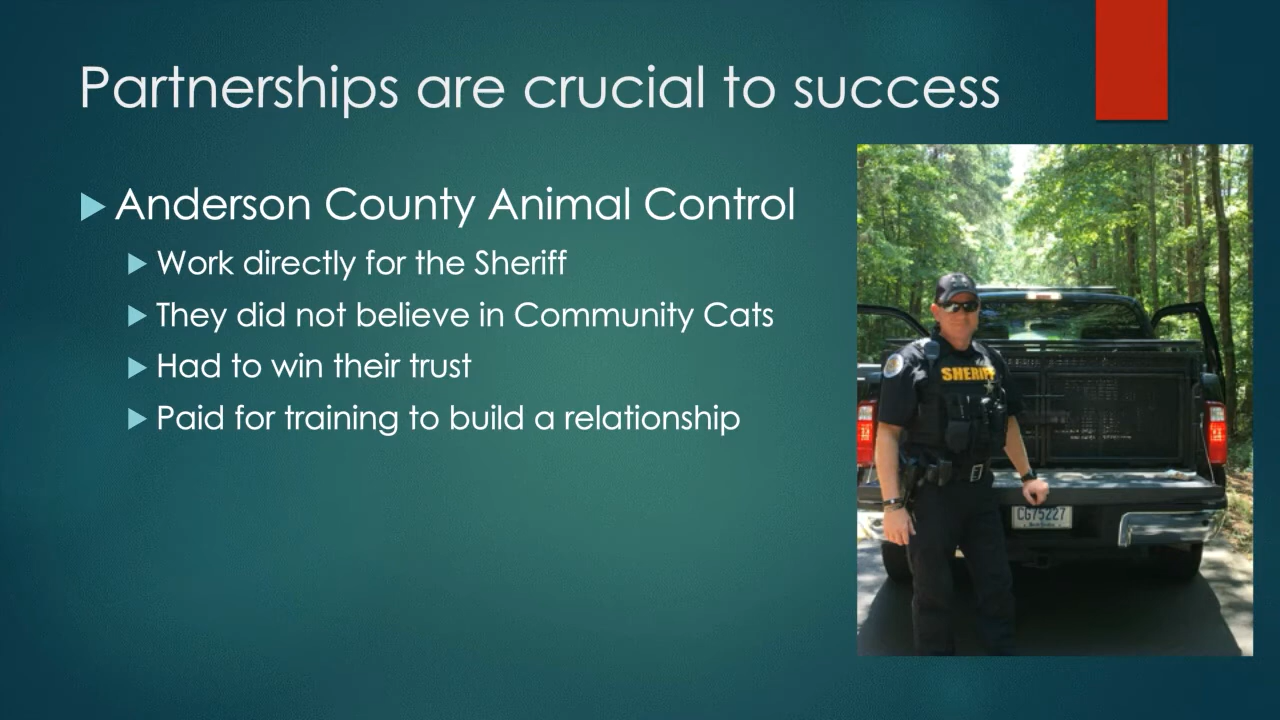 Partnerships are crucial to success
Anderson County Animal Control
Work directly for the Sheriff
They did not believe in Community Cats
Had to win their trust
Paid for training to build a relationship
SHERIFF
CG75227